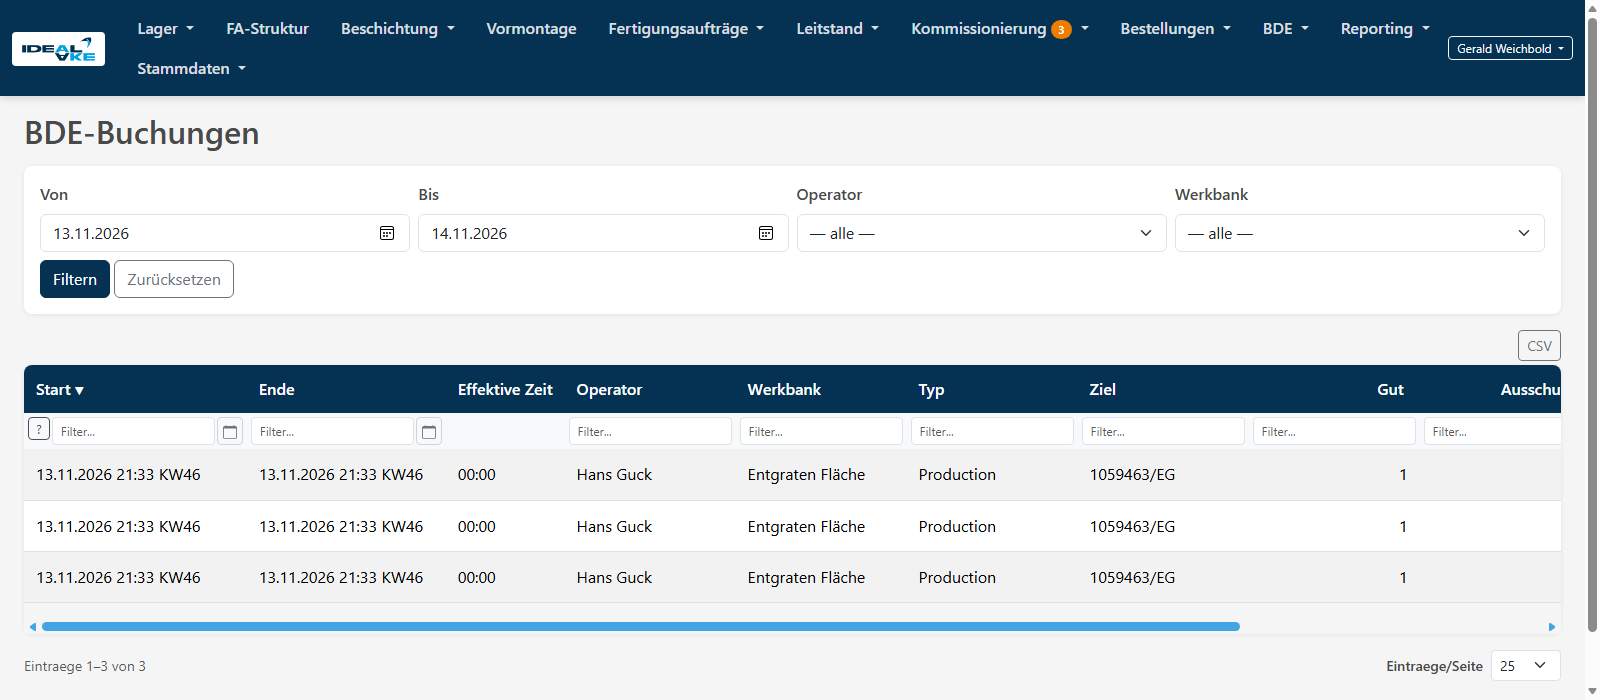 IDEAL
AKE
Lager
FA-Struktur
Beschichtung
Vormontage
Fertigungsaufträge
Leitstand
Kommissionierung 3
Bestellungen
BDE
Reporting
Stammdaten
Gerald Weichbold
BDE-Buchungen
Von
Bis
Operator
Werkbank
13.11.2026
14.11.2026
— alle —
— alle —
Filtern
Zurücksetzen
CSV
Start Ende Effektive Zeit Operator Werkbank Typ Ziel Gut Ausschu
? Filter... Filter... Filter... Filter... Filter... Filter... Filter... Filter...
13.11.2026 21:33 KW46 13.11.2026 21:33 KW46 00:00 Hans Guck Entgraten Fläche Production 1059463/EG 1
13.11.2026 21:33 KW46 13.11.2026 21:33 KW46 00:00 Hans Guck Entgraten Fläche Production 1059463/EG 1
13.11.2026 21:33 KW46 13.11.2026 21:33 KW46 00:00 Hans Guck Entgraten Fläche Production 1059463/EG 1
Eintraege 1–3 von 3
Eintraege/Seite 25